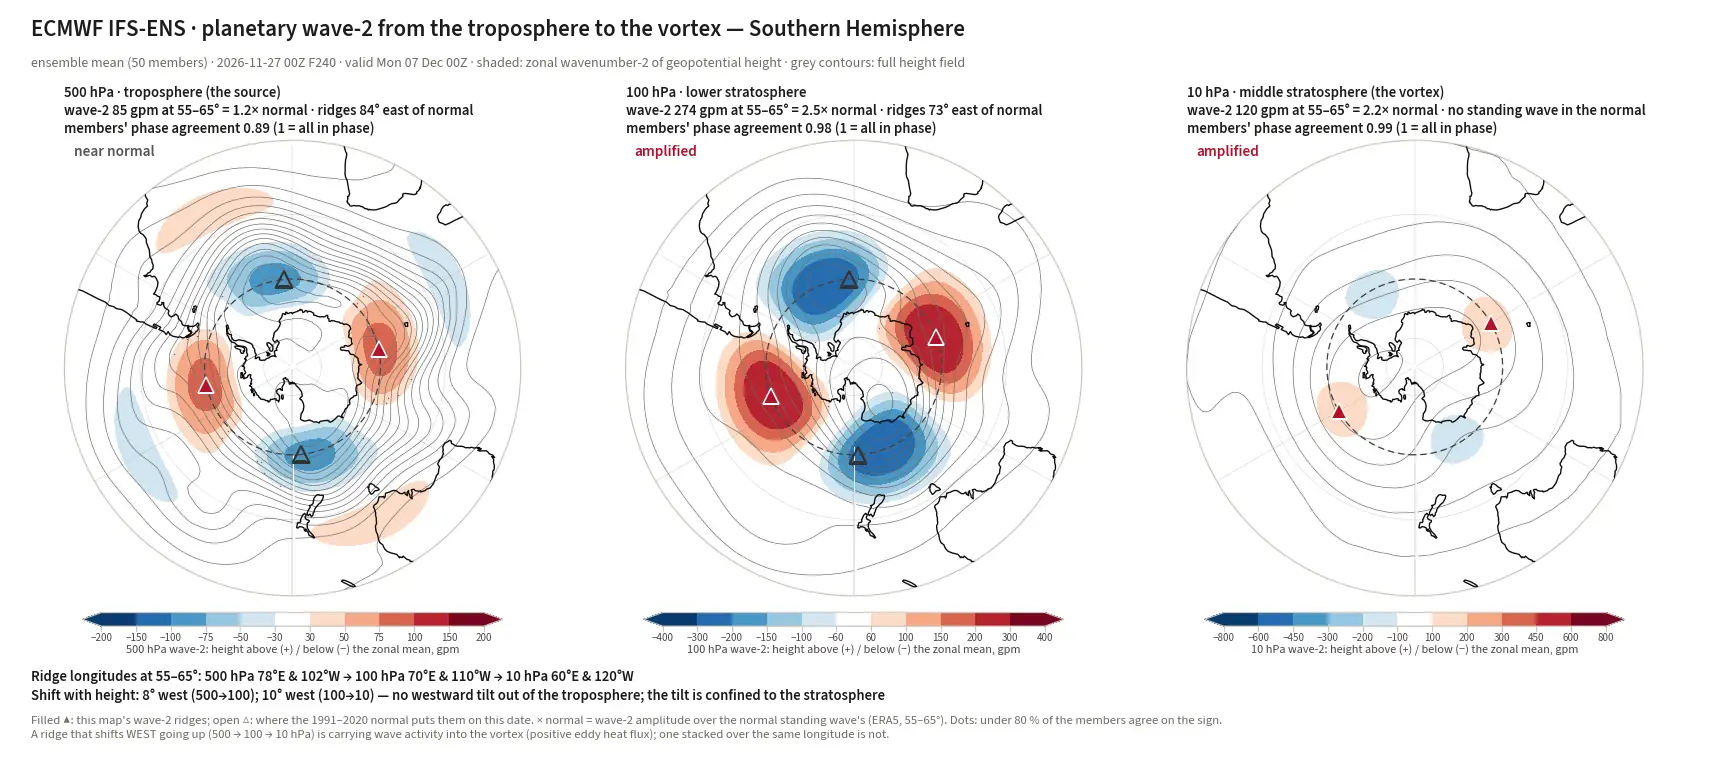 ECMWF IFS-ENS · planetary wave-2 from the troposphere to the vortex — Southern Hemisphere
ensemble mean (50 members) · 2026-11-27 00Z F240 · valid Mon 07 Dec 00Z · shaded: zonal wavenumber-2 of geopotential height · grey contours: full height field
500 hPa · troposphere (the source)
wave-2 85 gpm at 55–65° = 1.2× normal · ridges 84° east of normal
members' phase agreement 0.89 (1 = all in phase)
near normal
100 hPa · lower stratosphere
wave-2 274 gpm at 55–65° = 2.5× normal · ridges 73° east of normal
members' phase agreement 0.98 (1 = all in phase)
amplified
10 hPa · middle stratosphere (the vortex)
wave-2 120 gpm at 55–65° = 2.2× normal · no standing wave in the normal
members' phase agreement 0.99 (1 = all in phase)
amplified
−200 −150 −100 −75 −50 −30 30 50 75 100 150 200
500 hPa wave-2: height above (+) / below (−) the zonal mean, gpm
−400 −300 −200 −150 −100 −60 60 100 150 200 300 400
100 hPa wave-2: height above (+) / below (−) the zonal mean, gpm
−800 −600 −450 −300 −200 −100 100 200 300 450 600 800
10 hPa wave-2: height above (+) / below (−) the zonal mean, gpm
Ridge longitudes at 55–65°: 500 hPa 78°E & 102°W → 100 hPa 70°E & 110°W → 10 hPa 60°E & 120°W
Shift with height: 8° west (500→100); 10° west (100→10) — no westward tilt out of the troposphere; the tilt is confined to the stratosphere
Filled ▲: this map's wave-2 ridges; open △: where the 1991–2020 normal puts them on this date. × normal = wave-2 amplitude over the normal standing wave's (ERA5, 55–65°). Dots: under 80 % of the members agree on the sign.
A ridge that shifts WEST going up (500 → 100 → 10 hPa) is carrying wave activity into the vortex (positive eddy heat flux); one stacked over the same longitude is not.